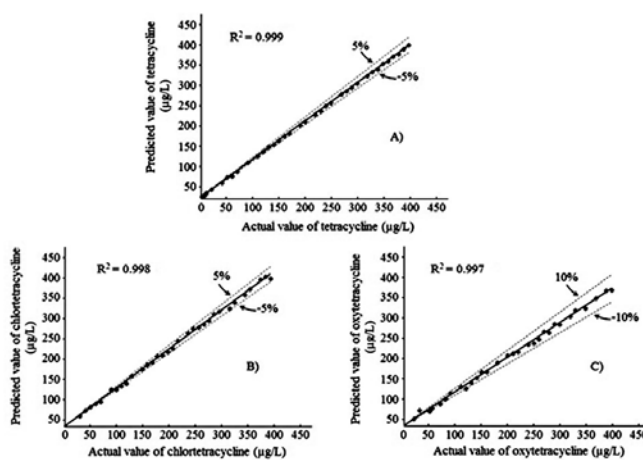 R² = 0.999
5%
-5%
A)
450
400
350
300
250
200
150
100
50
Predicted value of tetracycline
(µg/L)
0 50 100 150 200 250 300 350 400 450
Actual value of tetracycline (µg/L)
R² = 0.998
5%
-5%
B)
450
400
350
300
250
200
150
100
50
Predicted value of chlortetracycline
(µg/L)
0 50 100 150 200 250 300 350 400 450
Actual value of chlortetracycline (µg/L)
R² = 0.997
10%
-10%
C)
450
400
350
300
250
200
150
100
50
Predicted value of oxytetracycline
(µg/L)
0 50 100 150 200 250 300 350 400 450
Actual value of oxytetracycline (µg/L)